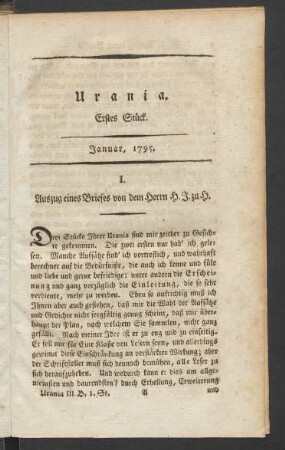 Urania.
Erstes Stück.
Januar, 1795.
I.
Auszug eines Briefes von dem Herrn H. J. zu H.
Drei Stücke Ihrer Urania sind mir zeither zu Gesich-
te gekommen. Die zwei ersten nur hab' ich gele-
sen. Manche Aufsätze find' ich vortreflich, und wahrhaft
berechnet auf die Bedürfnisse, die auch ich kenne und süle
und liebe und gerne befriedige: unter andern die Erschei-
nung und ganz vorzüglich die Einleitung, die so sehr
verdiente, mehr zu werden. Eben so aufrichtig muß ich
Ihnen aber auch gestehen, daß mir die Wahl der Aufsätze
und Gedichte nicht sorgfältig genug scheint, daß mir über-
haupt der Plan, nach welchem Sie sammlen, nicht ganz
gefällt. Nach meiner Idee ist er zu eng und zu einseitig.
Er soll nur für Eine Klasse von Lesern seyn, und allerdings
gewinnt diese Einschränkung an verstärkter Wirkung; aber
der Schriftsteller muß sich dennoch bemühen, alle Leser zu
sich heraufzuheben. Und wodurch kann er dies am allge-
meinsten und daurendsten? durch Erhellung, Erweiterung
Urania III B. 1. St. A und